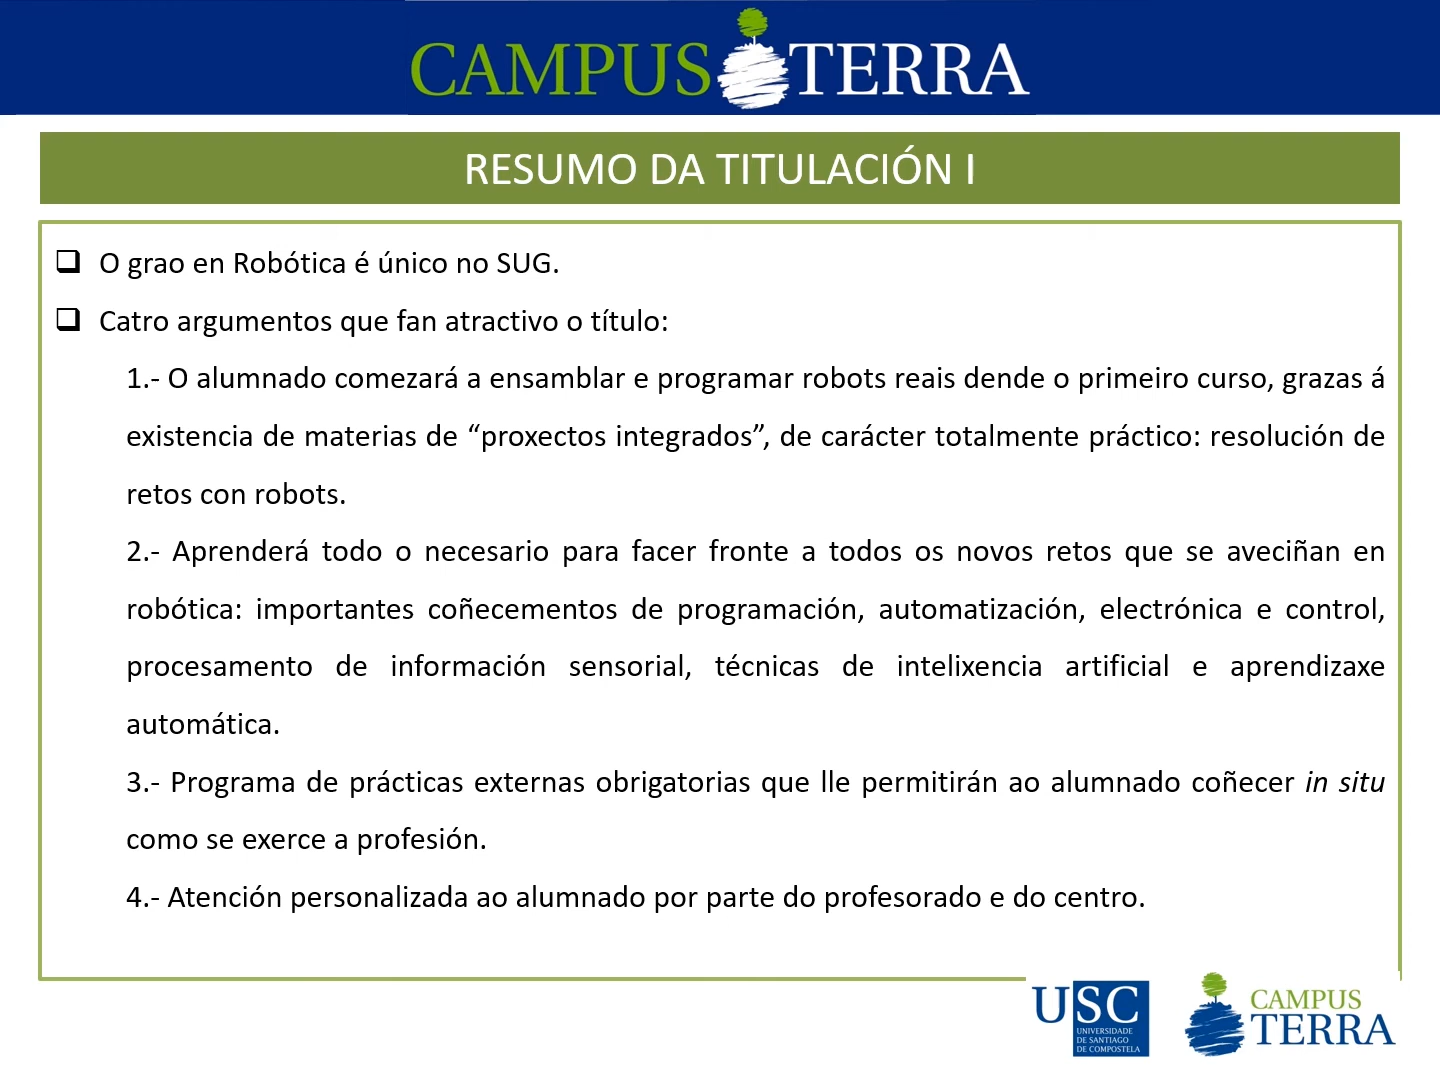 CAMPUS TERRA
RESUMO DA TITULACIÓN I
❑ O grao en Robótica é único no SUG.
❑ Catro argumentos que fan atractivo o título:
1.- O alumnado comezará a ensamblar e programar robots reais dende o primeiro curso, grazas á
existencia de materias de “proxectos integrados”, de carácter totalmente práctico: resolución de
retos con robots.
2.- Aprenderá todo o necesario para facer fronte a todos os novos retos que se aveciñan en
robótica: importantes coñecementos de programación, automatización, electrónica e control,
procesamento de información sensorial, técnicas de intelixencia artificial e aprendizaxe
automática.
3.- Programa de prácticas externas obrigatorias que lle permitirán ao alumnado coñecer in situ
como se exerce a profesión.
4.- Atención personalizada ao alumnado por parte do profesorado e do centro.
USC
UNIVERSIDADE
DE SANTIAGO
DE COMPOSTELA
CAMPUS
TERRA